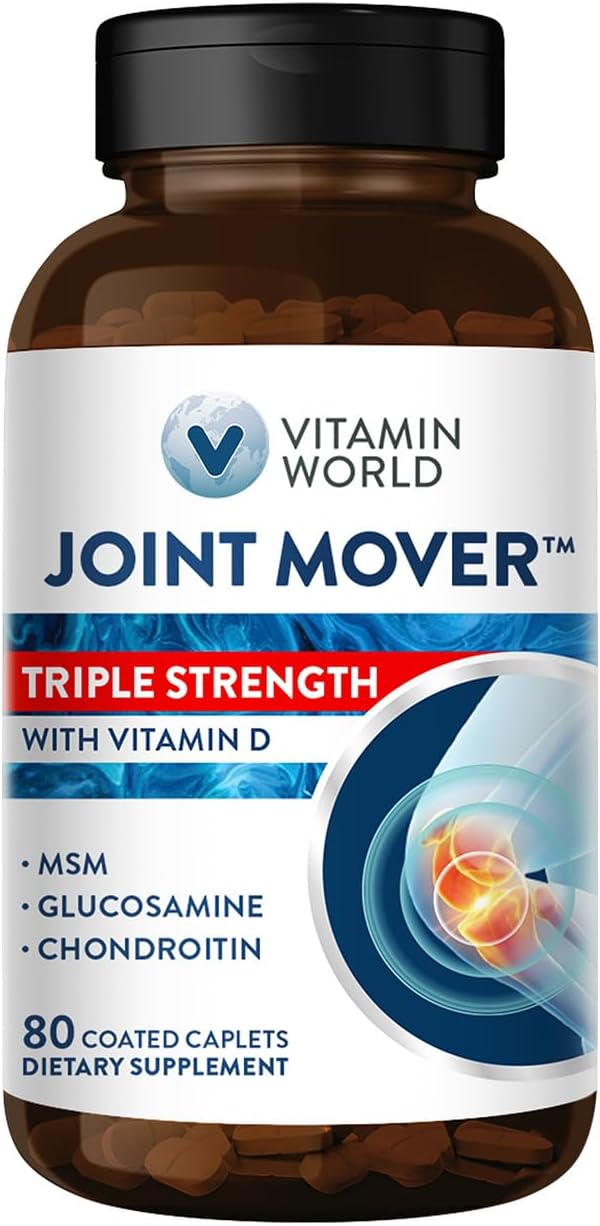 V
VITAMIN
WORLD
JOINT MOVER™
TRIPLE STRENGTH
WITH VITAMIN D
• MSM
• GLUCOSAMINE
• CHONDROITIN
80 COATED CAPLETS
DIETARY SUPPLEMENT